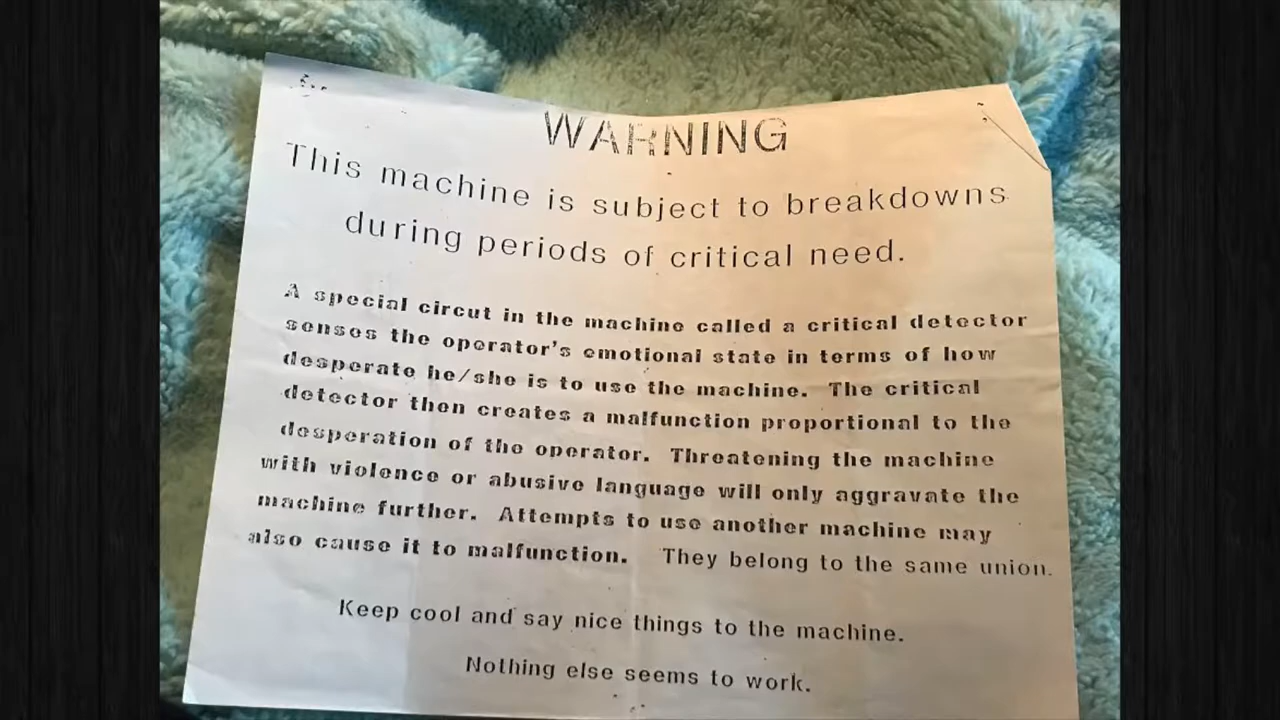 WARNING
This machine is subject to breakdowns
during periods of critical need.
A special circut in the machine called a critical detector
senses the operator's emotional state in terms of how
desperate he/she is to use the machine. The critical
detector then creates a malfunction proportional to the
desperation of the operator. Threatening the machine
with violence or abusive language will only aggravate the
machine further. Attempts to use another machine may
also cause it to malfunction. They belong to the same union.
Keep cool and say nice things to the machine.
Nothing else seems to work.